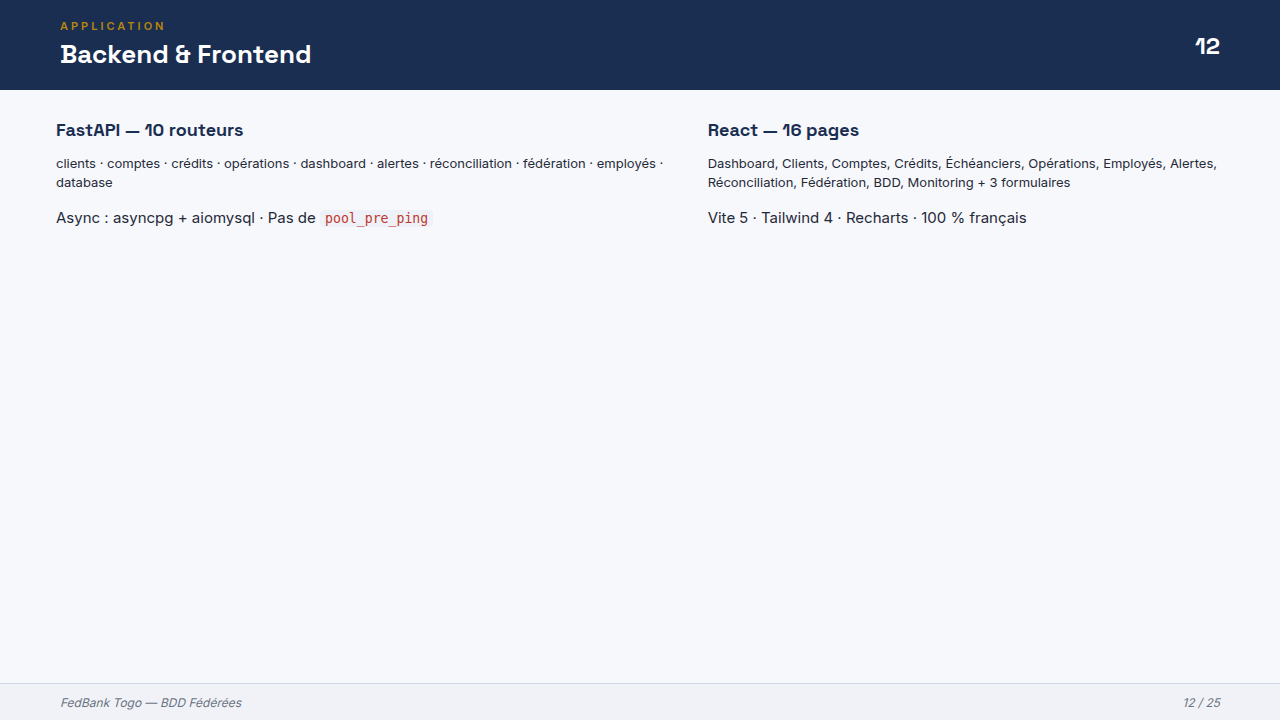 APPLICATION
Backend & Frontend
12
FastAPI — 10 routeurs
clients · comptes · crédits · opérations · dashboard · alertes · réconciliation · fédération · employés ·
database
Async : asyncpg + aiomysql · Pas de pool_pre_ping
React — 16 pages
Dashboard, Clients, Comptes, Crédits, Échéanciers, Opérations, Employés, Alertes,
Réconciliation, Fédération, BDD, Monitoring + 3 formulaires
Vite 5 · Tailwind 4 · Recharts · 100 % français
FedBank Togo — BDD Fédérées
12 / 25